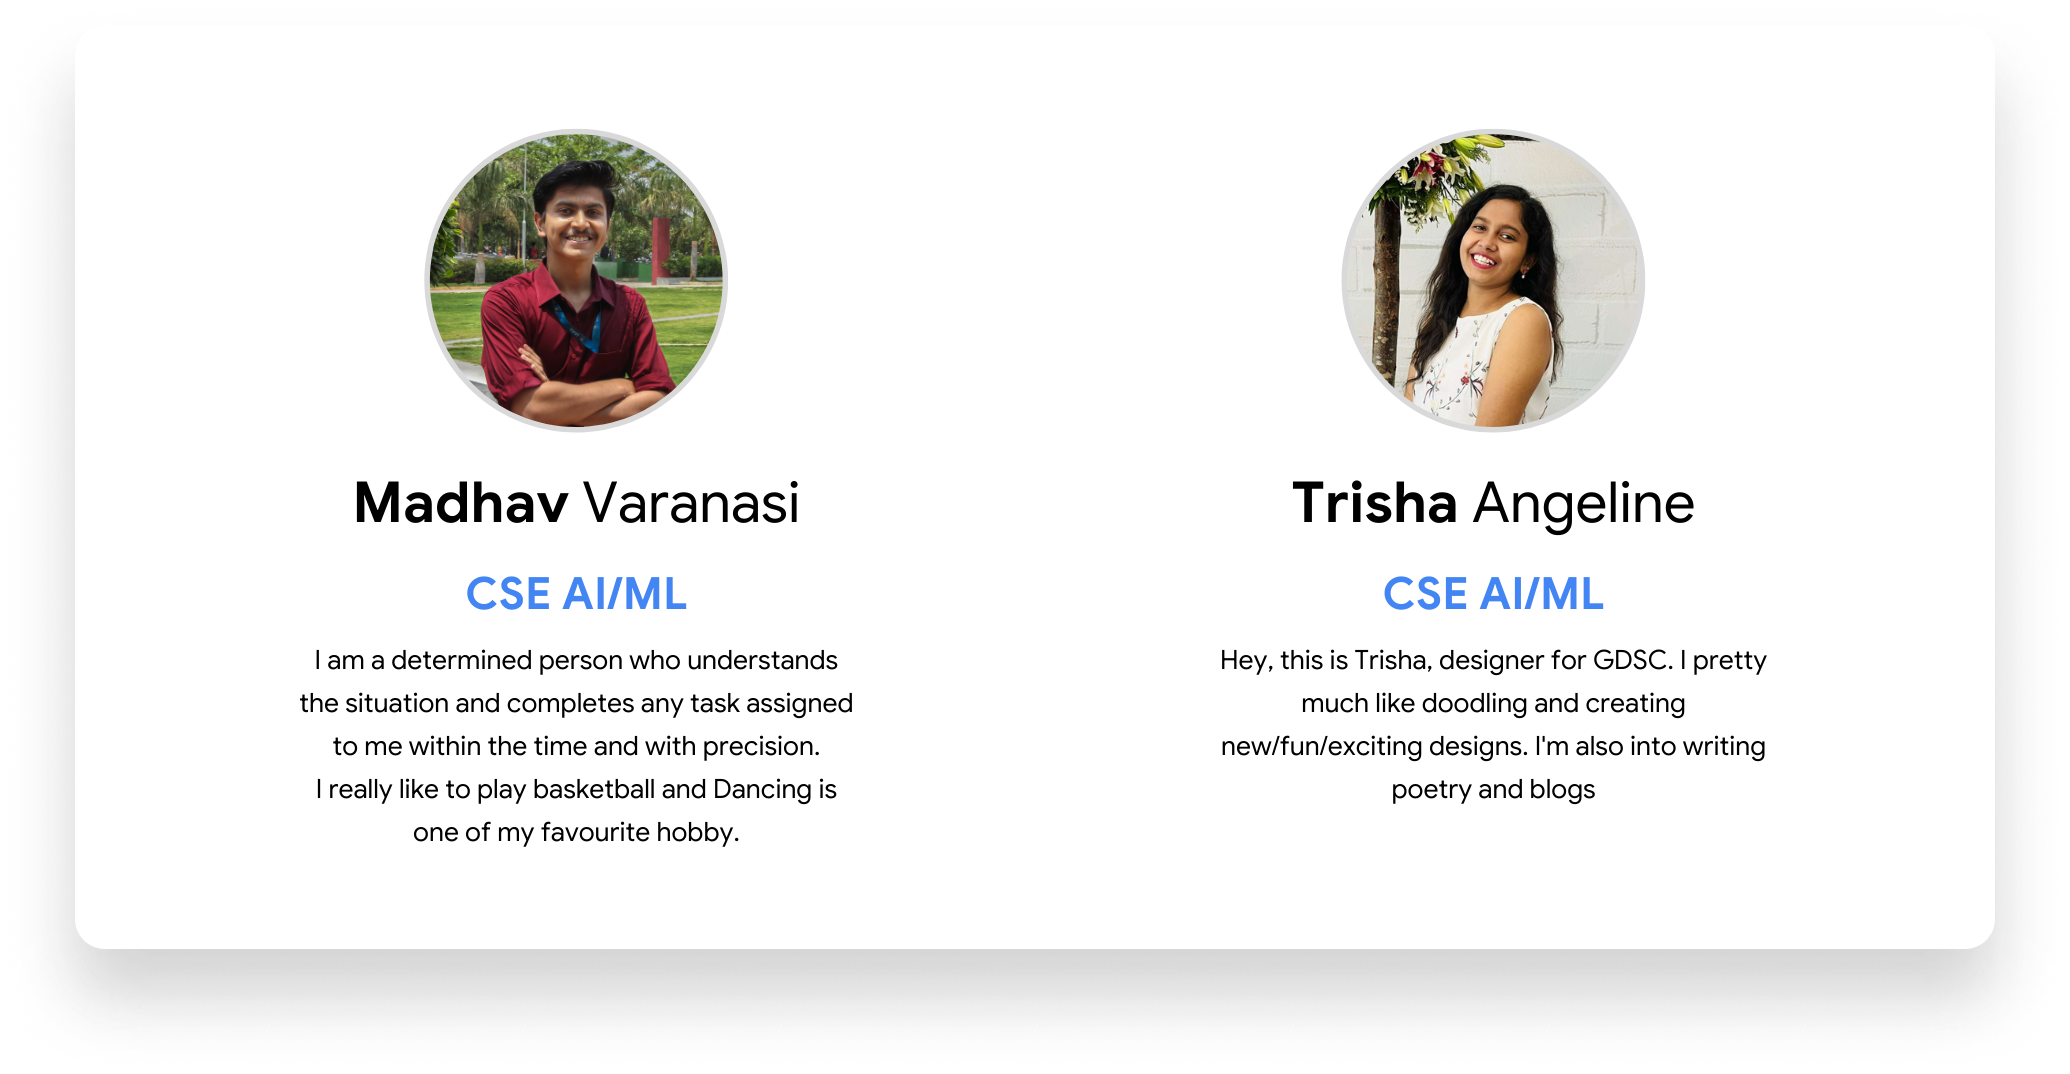 Madhav Varanasi
CSE AI/ML
I am a determined person who understands
the situation and completes any task assigned
to me within the time and with precision.
I really like to play basketball and Dancing is
one of my favourite hobby.
Trisha Angeline
CSE AI/ML
Hey, this is Trisha, designer for GDSC. I pretty
much like doodling and creating
new/fun/exciting designs. I'm also into writing
poetry and blogs